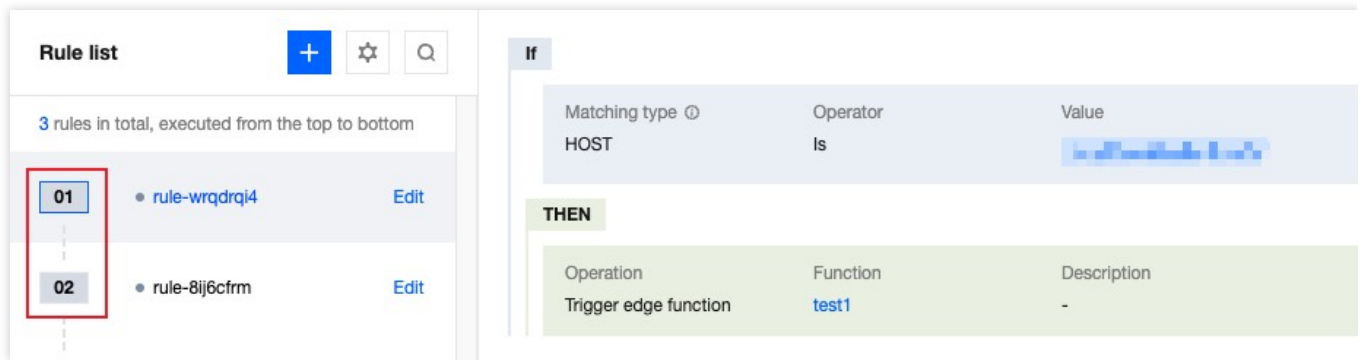 Rule list
3 rules in total, executed from the top to bottom
01 rule-wrqdrqi4 Edit
02 rule-8ij6cfrm Edit
If
Matching type Operator Value
HOST Is
THEN
Operation Function Description
Trigger edge function test1 -